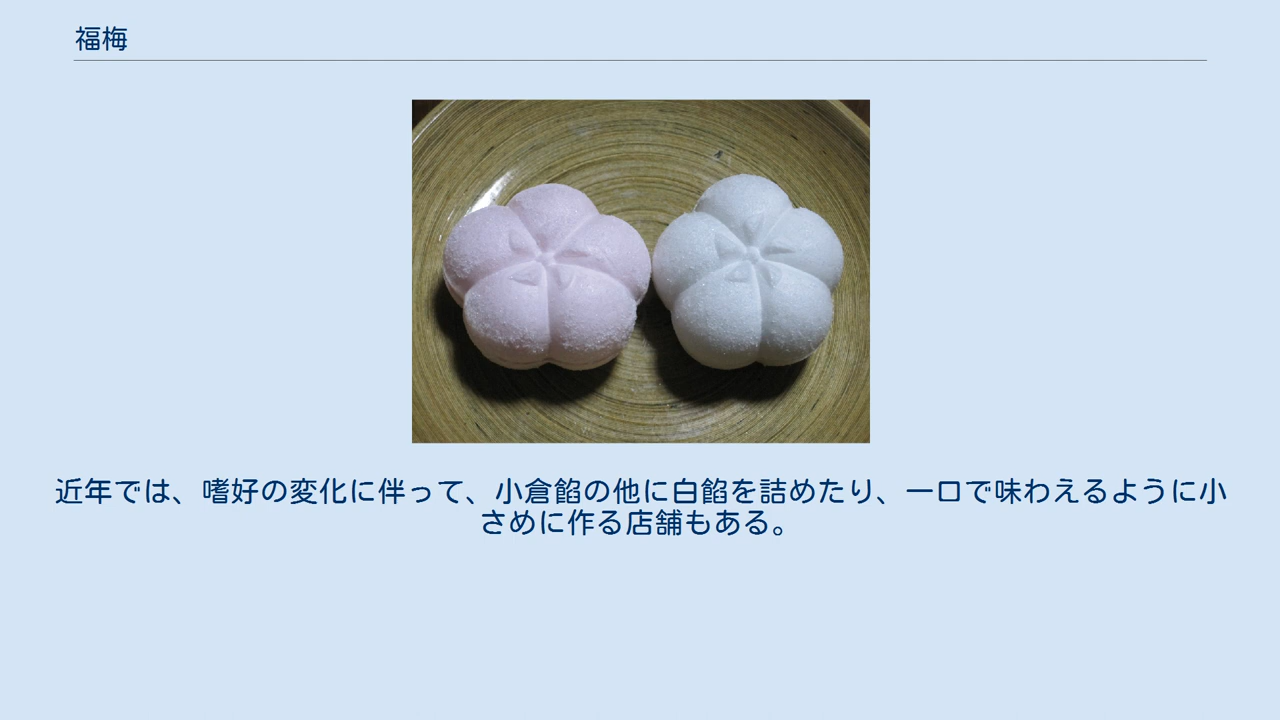 福梅
近年では、嗜好の変化に伴って、小倉餡の他に白餡を詰めたり、一口で味わえるように小
さめに作る店舗もある。